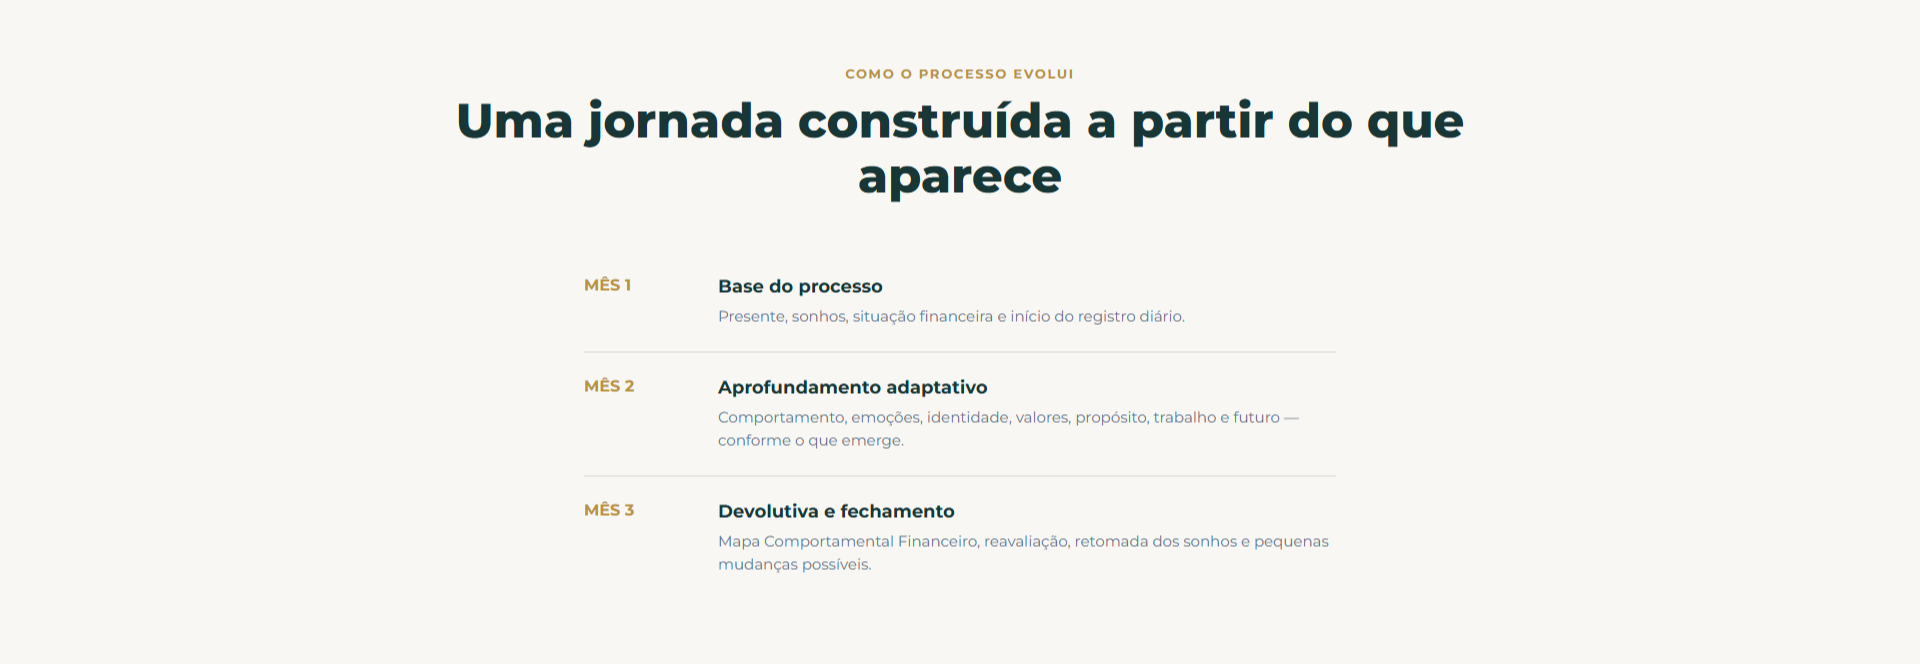 COMO O PROCESSO EVOLUI
Uma jornada construída a partir do que
aparece
MÊS 1
Base do processo
Presente, sonhos, situação financeira e início do registro diário.
MÊS 2
Aprofundamento adaptativo
Comportamento, emoções, identidade, valores, propósito, trabalho e futuro —
conforme o que emerge.
MÊS 3
Devolutiva e fechamento
Mapa Comportamental Financeiro, reavaliação, retomada dos sonhos e pequenas
mudanças possíveis.